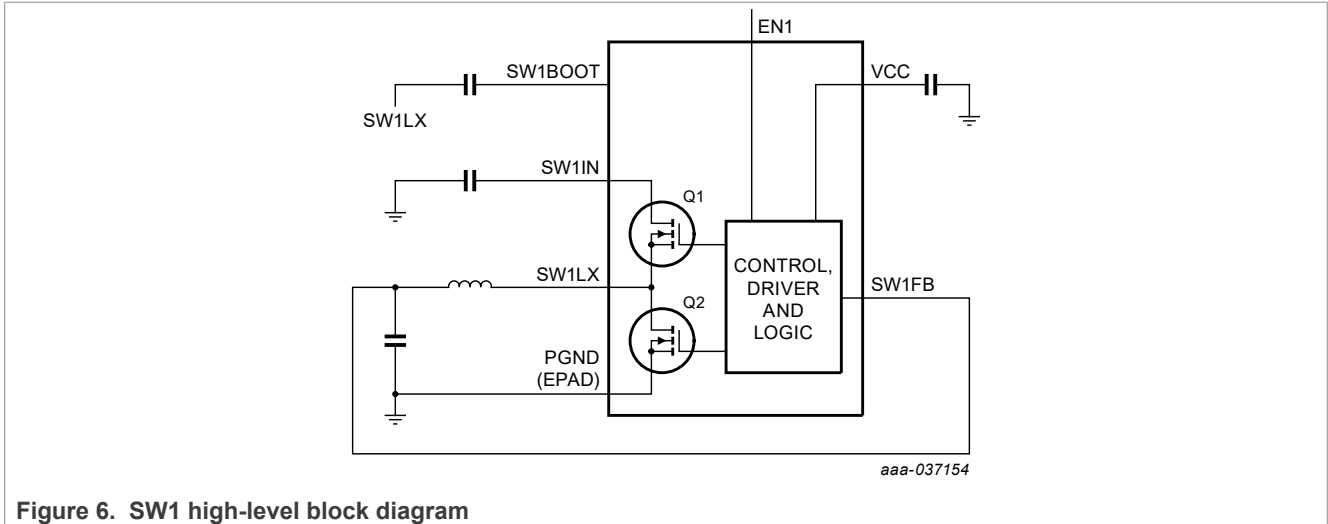 EN1
SW1BOOT
VCC
SW1LX
SW1IN
Q1
SW1LX
CONTROL,
DRIVER
AND
LOGIC
SW1FB
Q2
PGND
(EPAD)
aaa-037154
Figure 6. SW1 high-level block diagram